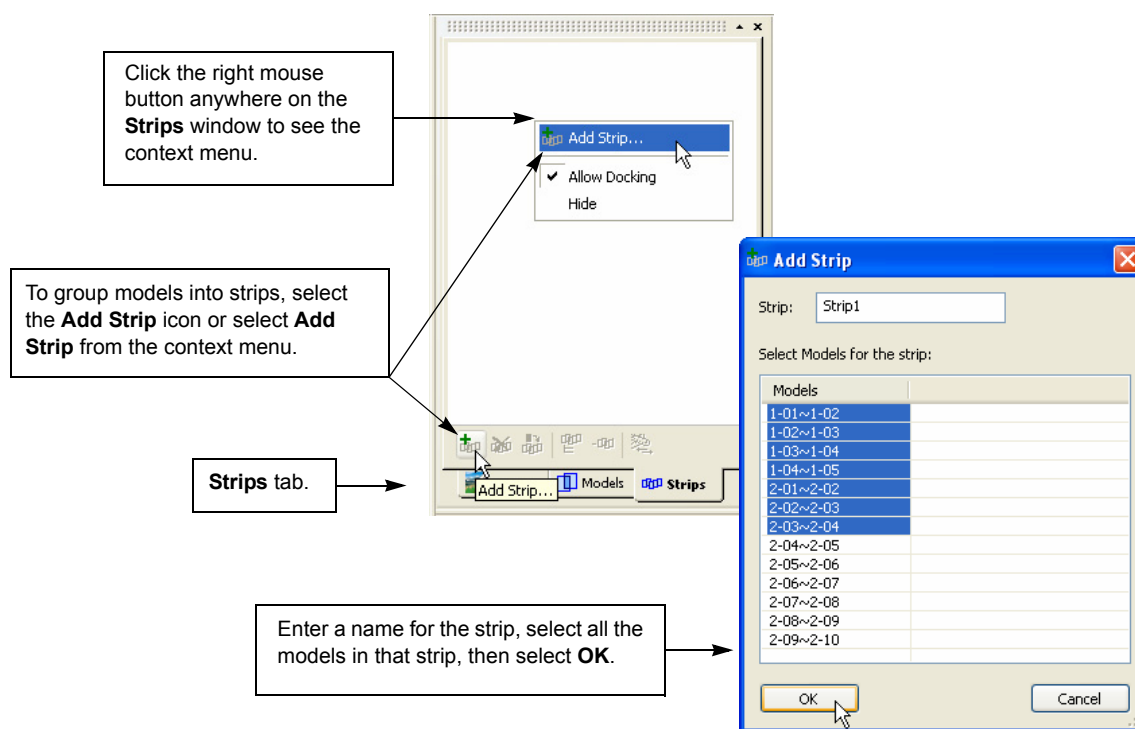 Click the right mouse
button anywhere on the
Strips window to see the
context menu.
Add Strip...
Allow Docking
Hide
To group models into strips, select
the Add Strip icon or select Add
Strip from the context menu.
Strips tab.
Add Strip...
Models
Strips
Add Strip
Strip:
Strip1
Select Models for the strip:
Models
1-01~1-02
1-02~1-03
1-03~1-04
1-04~1-05
2-01~2-02
2-02~2-03
2-03~2-04
2-04~2-05
2-05~2-06
2-06~2-07
2-07~2-08
2-08~2-09
2-09~2-10
Enter a name for the strip, select all the
models in that strip, then select OK.
OK
Cancel